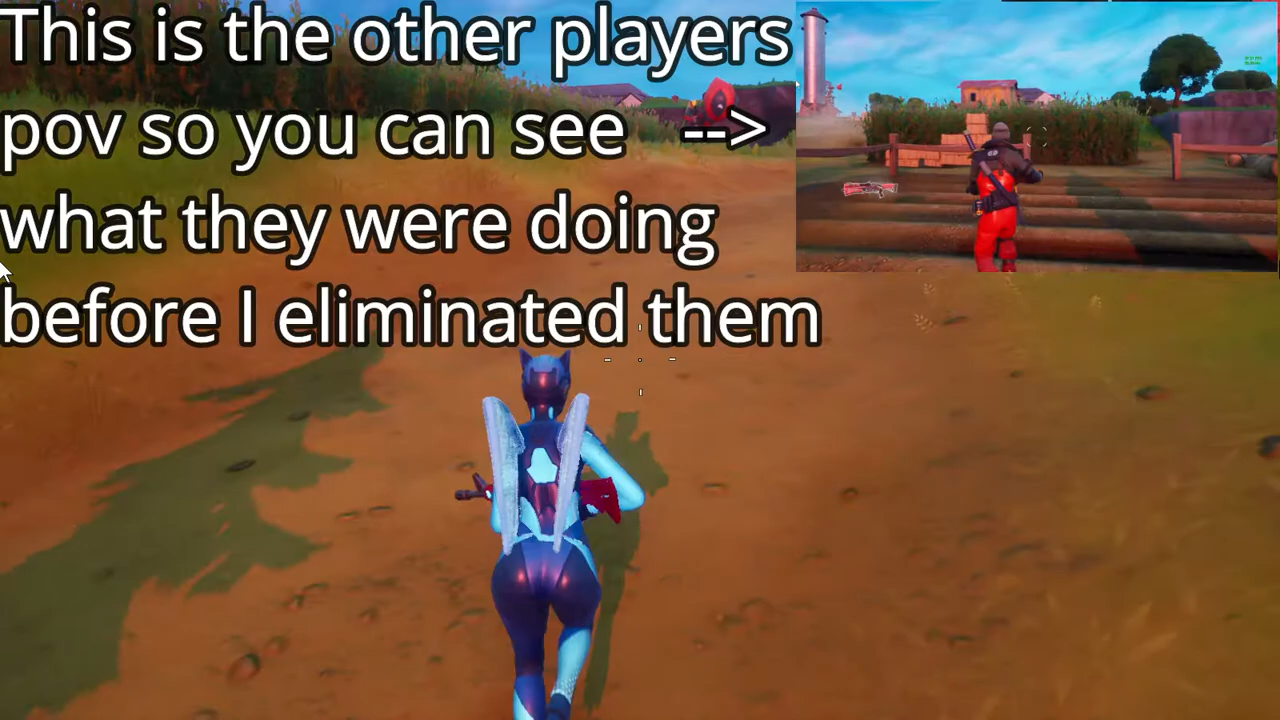 This is the other players
pov so you can see -->
what they were doing
before I eliminated them